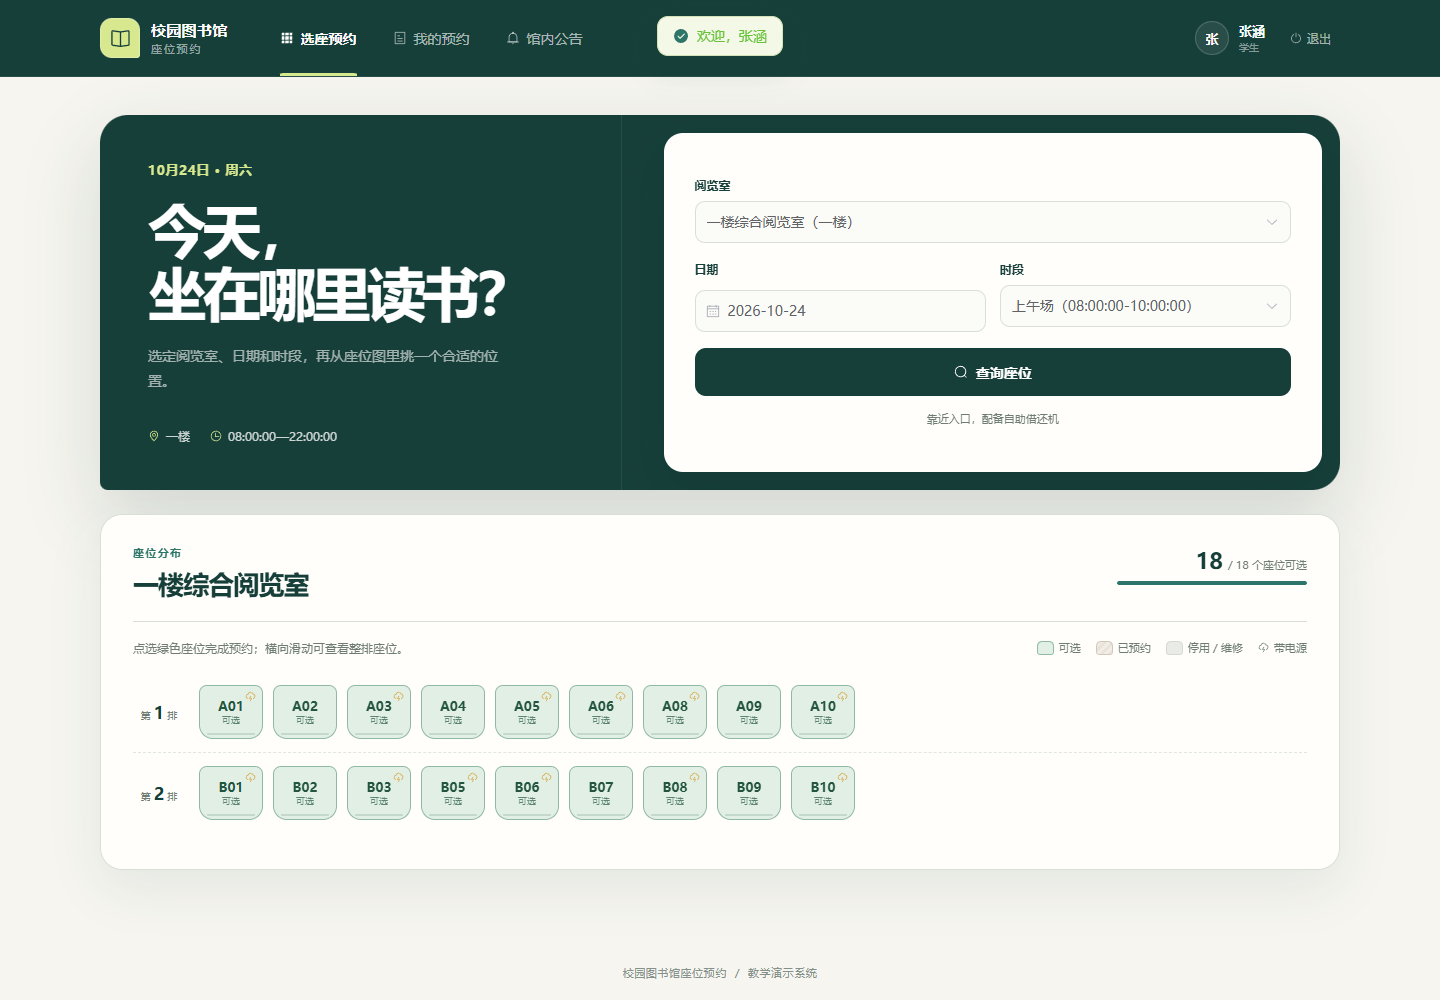 校园图书馆
座位预约
选座预约
我的预约
馆内公告
欢迎，张涵
张
张涵
学生
退出
10月24日 • 周六
今天，
坐在哪里读书？
选定阅览室、日期和时段，再从座位图里挑一个合适的位
置。
一楼
08:00:00—22:00:00
阅览室
一楼综合阅览室（一楼）
日期
时段
2026-10-24
上午场（08:00:00-10:00:00）
查询座位
靠近入口，配备自助借还机
座位分布
一楼综合阅览室
18 / 18 个座位可选
点选绿色座位完成预约；横向滑动可查看整排座位。
可选
已预约
停用 / 维修
带电源
第 1 排
A01 可选
A02 可选
A03 可选
A04 可选
A05 可选
A06 可选
A08 可选
A09 可选
A10 可选
第 2 排
B01 可选
B02 可选
B03 可选
B05 可选
B06 可选
B07 可选
B08 可选
B09 可选
B10 可选
校园图书馆座位预约 / 教学演示系统